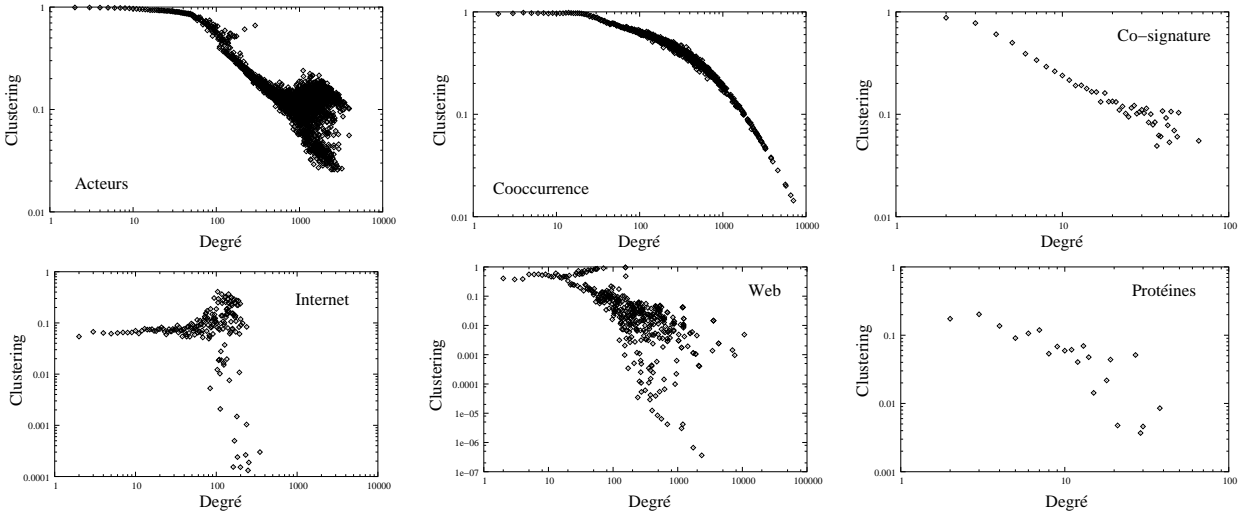 1
0.1
0.01
Clustering
Acteurs
1 10 100 1000 10000
Degré
1
0.1
0.01
Clustering
Cooccurrence
1 10 100 1000 10000
Degré
1
0.1
0.01
Clustering
Co−signature
1 10 100
Degré
1
0.1
0.01
0.001
0.0001
Clustering
Internet
1 10 100 1000 10000
Degré
1
0.1
0.01
0.001
0.0001
1e−05
1e−06
1e−07
Clustering
Web
1 10 100 1000 10000 100000
Degré
1
0.1
0.01
0.001
Clustering
Protéines
1 10 100
Degré